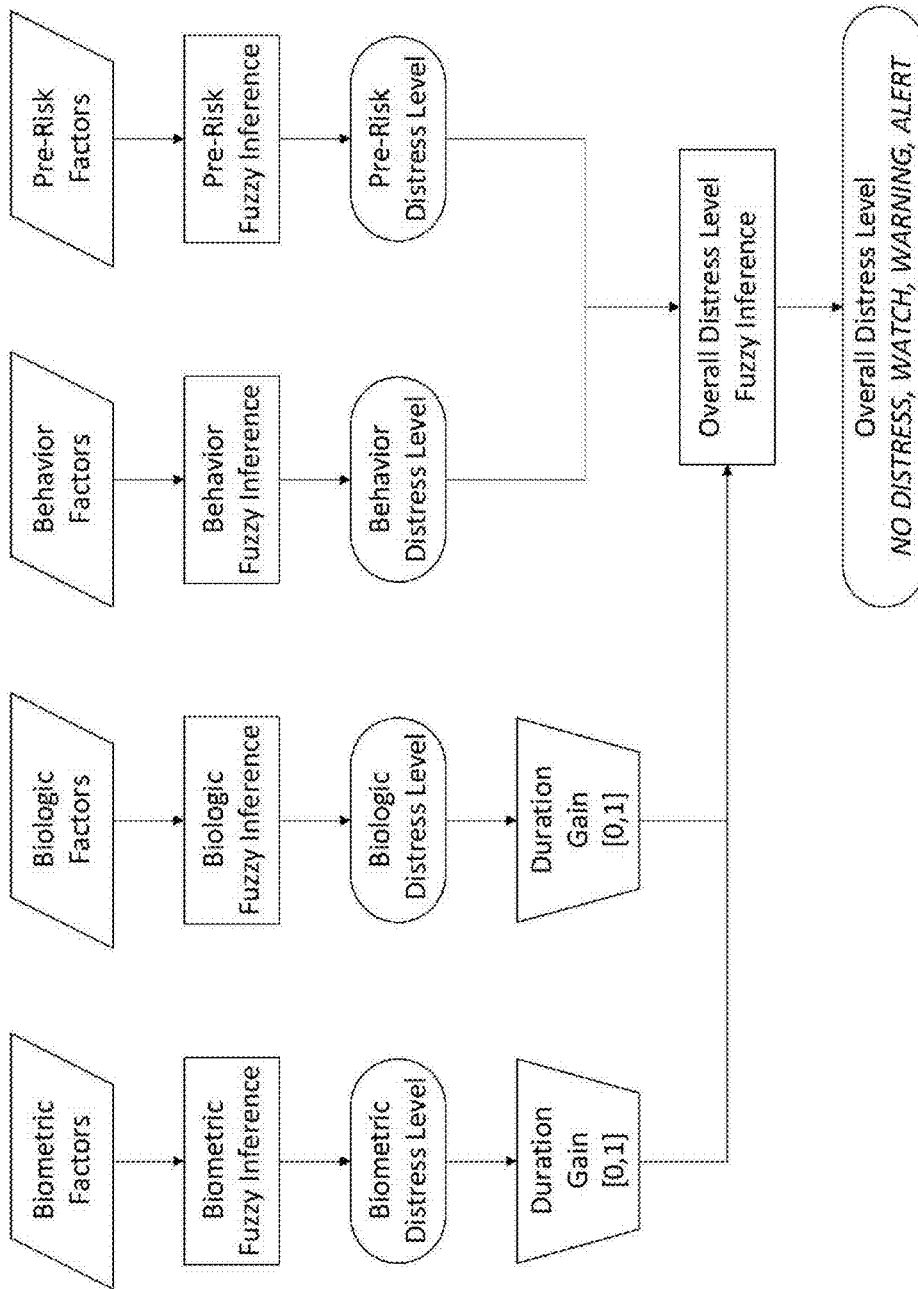 Biometric
Factors
Biologic
Factors
Behavior
Factors
Pre-Risk
Factors
Biometric
Fuzzy Inference
Biologic
Fuzzy Inference
Behavior
Fuzzy Inference
Pre-Risk
Fuzzy Inference
Biometric
Distress Level
Biologic
Distress Level
Behavior
Distress Level
Pre-Risk
Distress Level
Duration
Gain
[0,1]
Duration
Gain
[0,1]
Overall Distress Level
Fuzzy Inference
Overall Distress Level
NO DISTRESS, WATCH, WARNING, ALERT